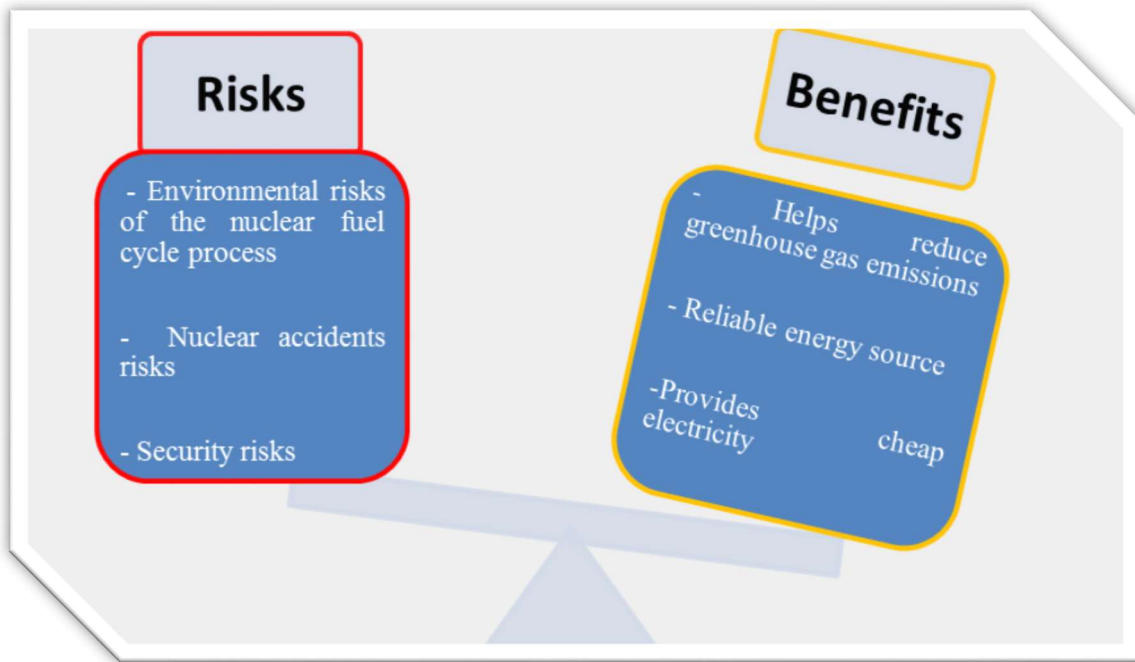 Risks
- Environmental risks
of the nuclear fuel
cycle process
- Nuclear accidents
risks
- Security risks
Benefits
- Helps reduce
greenhouse gas emissions
- Reliable energy source
-Provides cheap
electricity